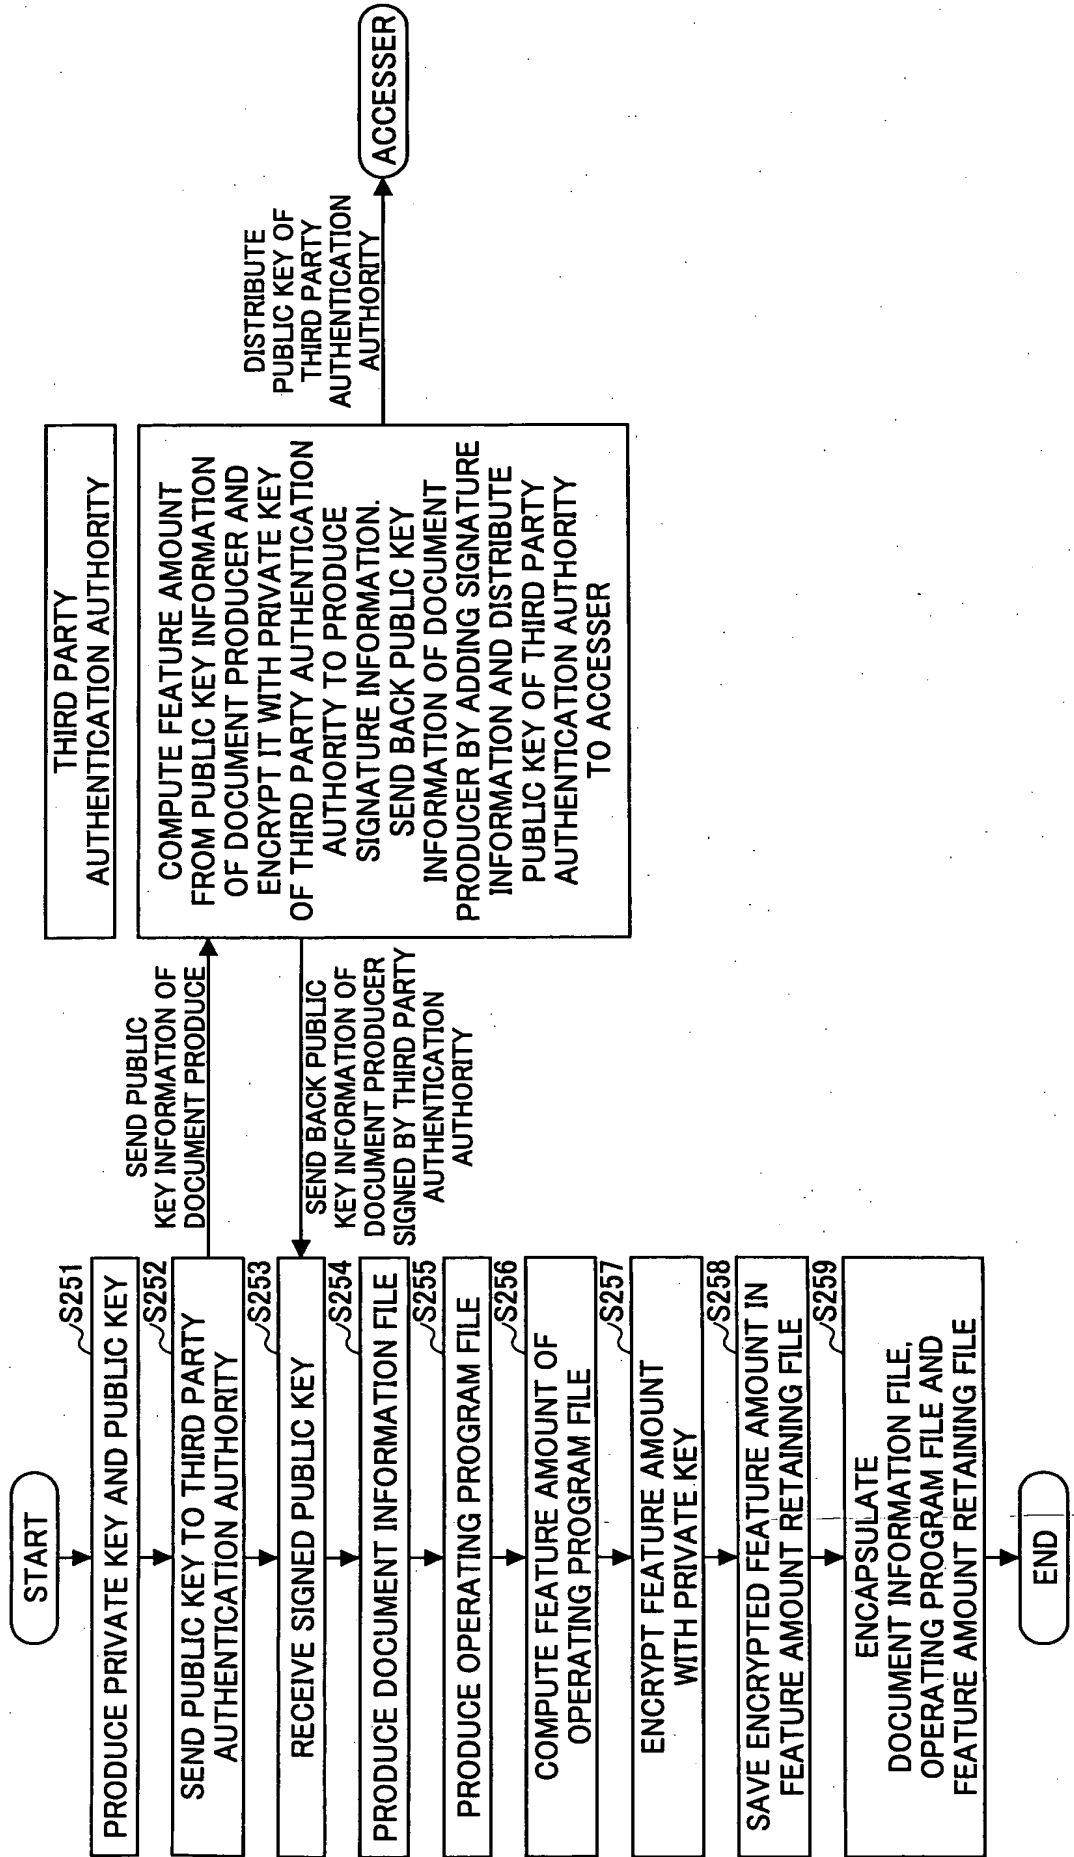 START
S251
PRODUCE PRIVATE KEY AND PUBLIC KEY
S252
SEND PUBLIC KEY TO THIRD PARTY
AUTHENTICATION AUTHORITY
S253
RECEIVE SIGNED PUBLIC KEY
S254
PRODUCE DOCUMENT INFORMATION FILE
S255
PRODUCE OPERATING PROGRAM FILE
S256
COMPUTE FEATURE AMOUNT OF
OPERATING PROGRAM FILE
S257
ENCRYPT FEATURE AMOUNT
WITH PRIVATE KEY
S258
SAVE ENCRYPTED FEATURE AMOUNT IN
FEATURE AMOUNT RETAINING FILE
S259
ENCAPSULATE
DOCUMENT INFORMATION FILE,
OPERATING PROGRAM FILE AND
FEATURE AMOUNT RETAINING FILE
END
SEND PUBLIC
KEY INFORMATION OF
DOCUMENT PRODUCE
SEND BACK PUBLIC
KEY INFORMATION OF
DOCUMENT PRODUCER
SIGNED BY THIRD PARTY
AUTHENTICATION
AUTHORITY
THIRD PARTY
AUTHENTICATION AUTHORITY
COMPUTE FEATURE AMOUNT
FROM PUBLIC KEY INFORMATION
OF DOCUMENT PRODUCER AND
ENCRYPT IT WITH PRIVATE KEY
OF THIRD PARTY AUTHENTICATION
AUTHORITY TO PRODUCE
SIGNATURE INFORMATION.
SEND BACK PUBLIC KEY
INFORMATION OF DOCUMENT
PRODUCER BY ADDING SIGNATURE
INFORMATION AND DISTRIBUTE
PUBLIC KEY OF THIRD PARTY
AUTHENTICATION AUTHORITY
TO ACCESSER
DISTRIBUTE
PUBLIC KEY OF
THIRD PARTY
AUTHENTICATION
AUTHORITY
ACCESSER